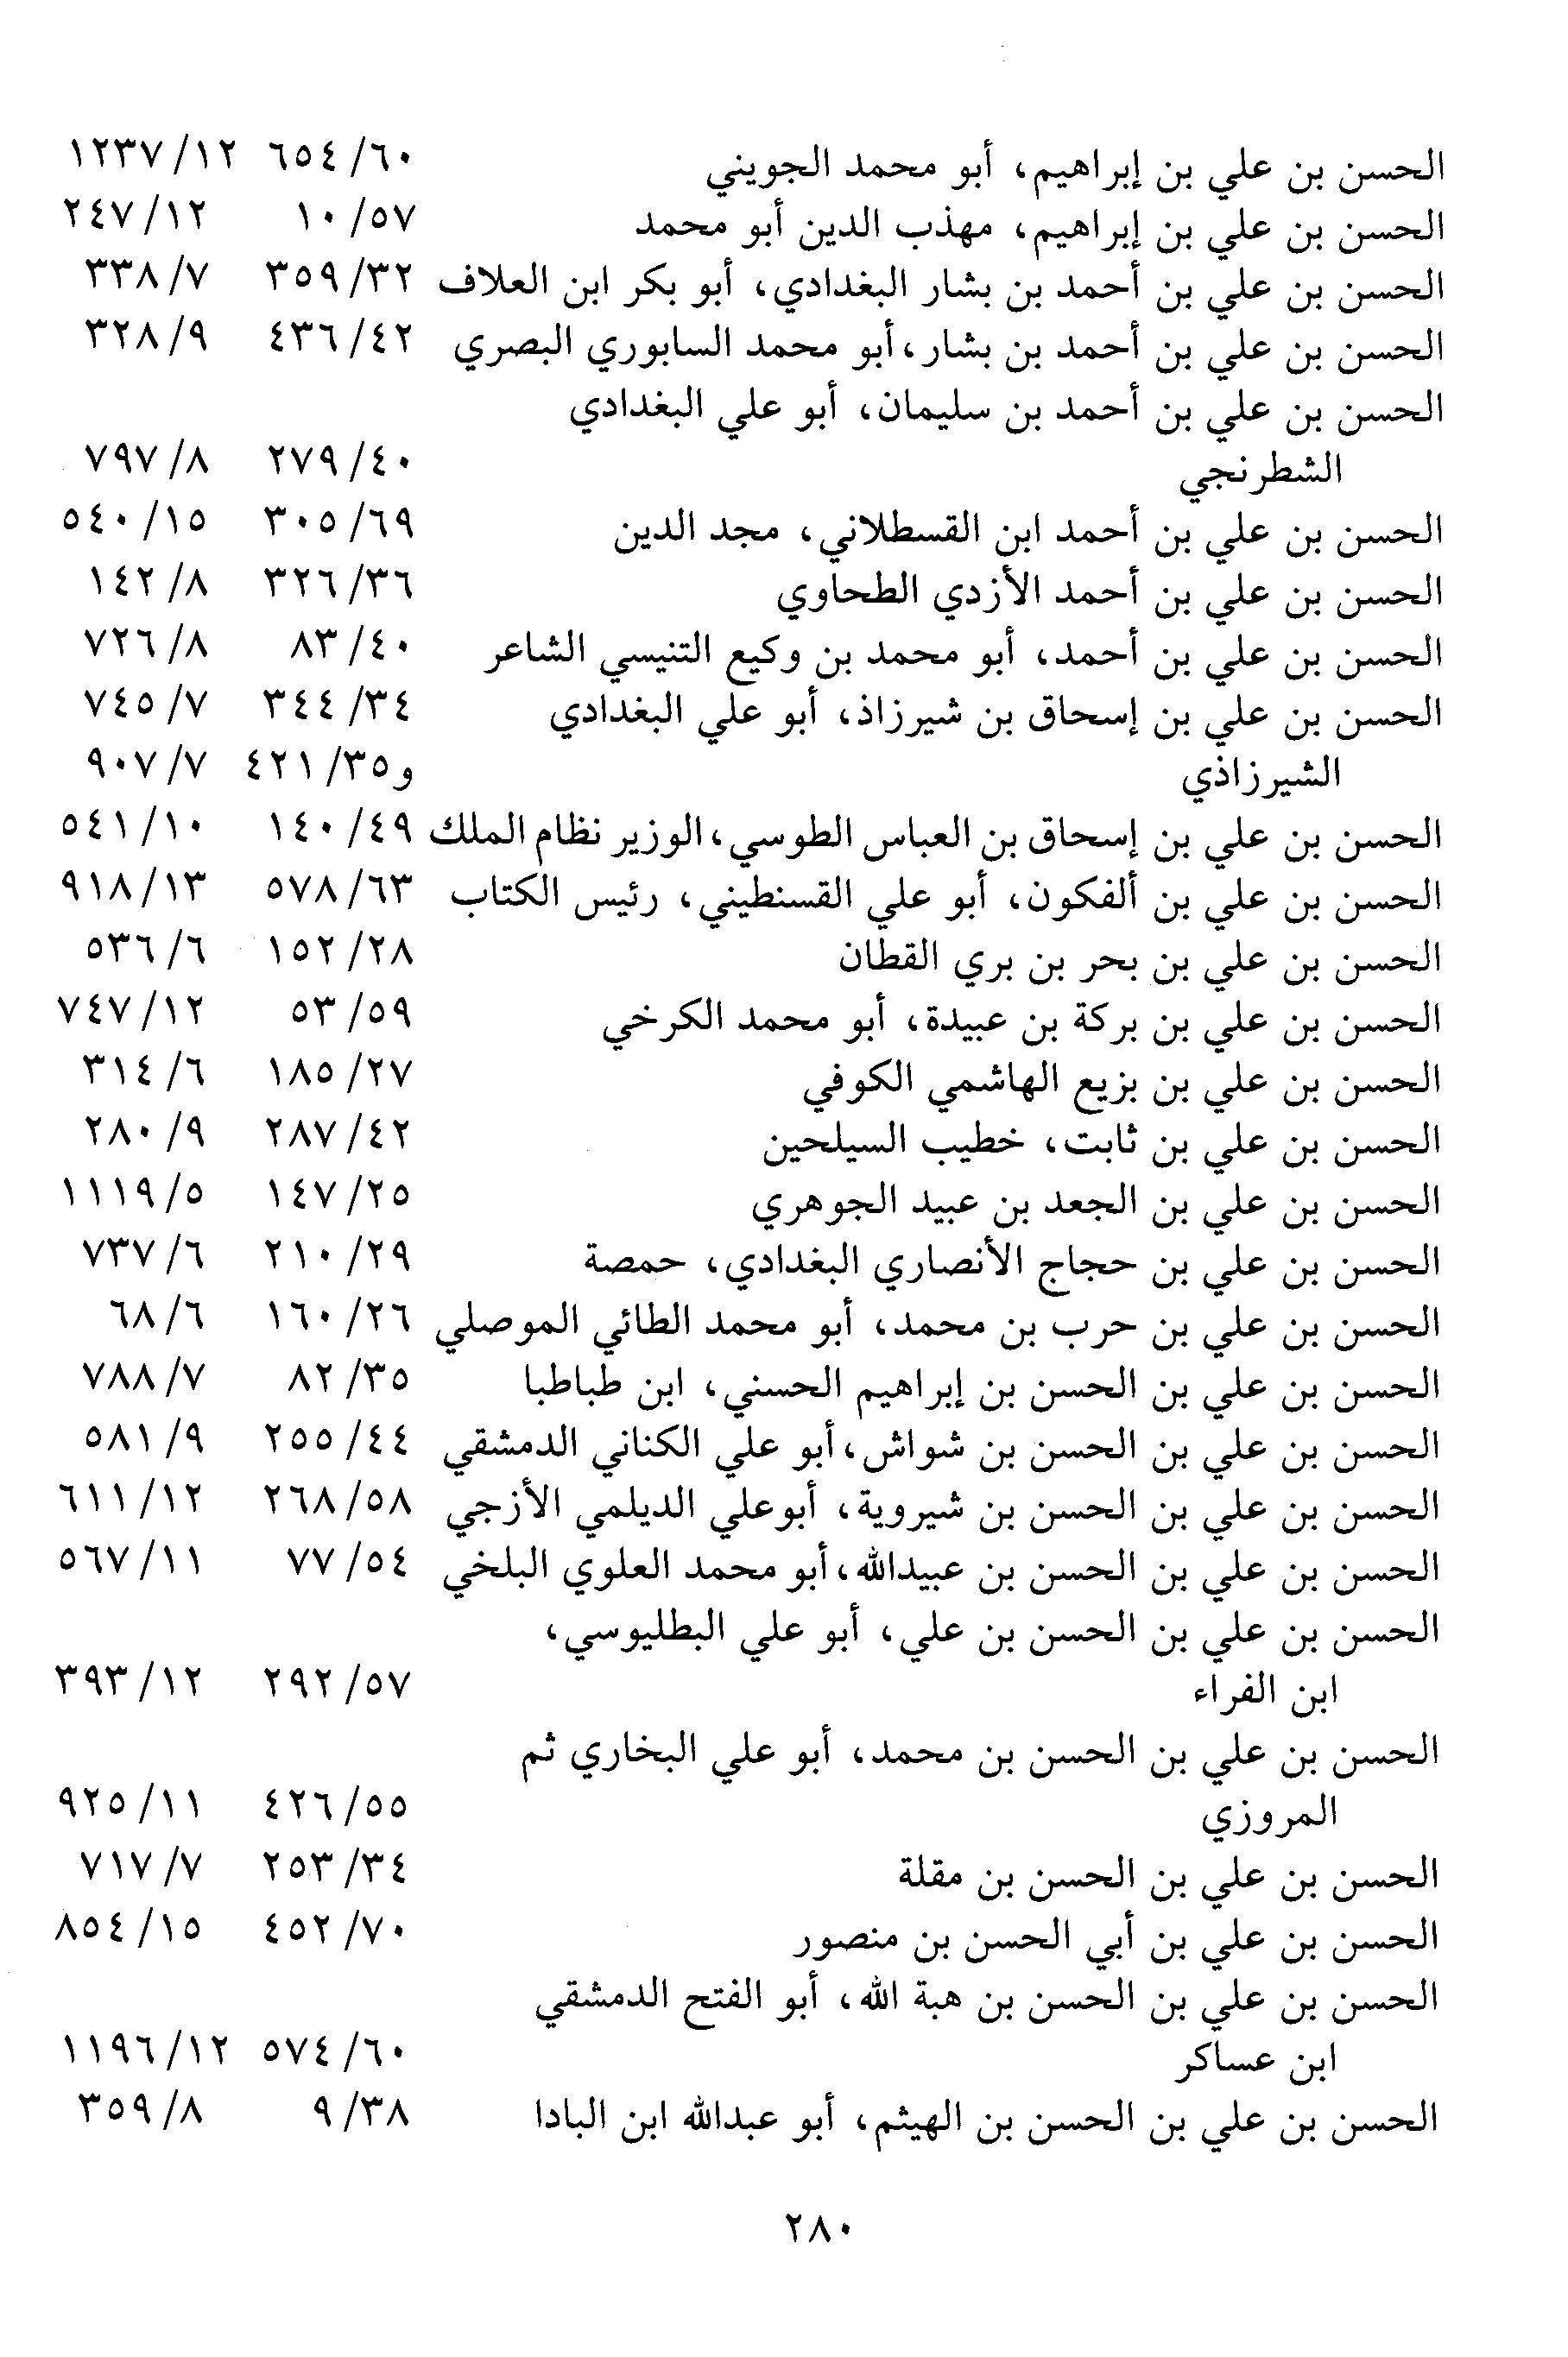 الحسن بن علي بن إبراهيم، أبو محمد الجويني ٦٥٤/٦٠ ١٢٣٧/١٢
الحسن بن علي بن إبراهيم، مهذب الدين أبو محمد ١٠/٥٧ ٢٤٧/١٢
الحسن بن علي بن أحمد بن بشار البغدادي، أبو بكر ابن العلاف ٣٥٩/٣٢ ٣٣٨/٧
الحسن بن علي بن أحمد بن بشار،أبو محمد السابوري البصري ٤٣٦/٤٢ ٣٢٨/٩
الحسن بن علي بن أحمد بن سليمان، أبو علي البغدادي
الشطرنجي ٢٧٩/٤٠ ٧٩٧/٨
الحسن بن علي بن أحمد ابن القسطلاني، مجد الدين ٣٠٥/٦٩ ٥٤٠/١٥
الحسن بن علي بن أحمد الأزدي الطحاوي ٣٢٦/٣٦ ١٤٢/٨
الحسن بن علي بن أحمد، أبو محمد بن وكيع التنيسي الشاعر ٨٣/٤٠ ٧٢٦/٨
الحسن بن علي بن إسحاق بن شيرزاذ، أبو علي البغدادي ٣٤٤/٣٤ ٧٤٥/٧
الشيرزاذي و٤٢١/٣٥ ٩٠٧/٧
الحسن بن علي بن إسحاق بن العباس الطوسي،الوزير نظام الملك ١٤٠/٤٩ ٥٤١/١٠
الحسن بن علي بن ألفكون، أبو علي القسنطيني، رئيس الكتاب ٥٧٨/٦٣ ٩١٨/١٣
الحسن بن علي بن بحر بن بري القطان ١٥٢/٢٨ ٥٣٦/٦
الحسن بن علي بن بركة بن عبيدة، أبو محمد الكرخي ٥٣/٥٩ ٧٤٧/١٢
الحسن بن علي بن بزيع الهاشمي الكوفي ١٨٥/٢٧ ٣١٤/٦
الحسن بن علي بن ثابت، خطيب السيلحين ٢٨٧/٤٢ ٢٨٠/٩
الحسن بن علي بن الجعد بن عبيد الجوهري ١٤٧/٢٥ ١١١٩/٥
الحسن بن علي بن حجاج الأنصاري البغدادي، حمصة ٢١٠/٢٩ ٧٣٧/٦
الحسن بن علي بن حرب بن محمد، أبو محمد الطائي الموصلي ١٦٠/٢٦ ٦٨/٦
الحسن بن علي بن الحسن بن إبراهيم الحسني، ابن طباطبا ٨٢/٣٥ ٧٨٨/٧
الحسن بن علي بن الحسن بن شواش،أبو علي الكناني الدمشقي ٢٥٥/٤٤ ٥٨١/٩
الحسن بن علي بن الحسن بن شيروية، أبوعلي الديلمي الأزجي ٢٦٨/٥٨ ٦١١/١٢
الحسن بن علي بن الحسن بن عبيدالله،أبو محمد العلوي البلخي ٧٧/٥٤ ٥٦٧/١١
الحسن بن علي بن الحسن بن علي، أبو علي البطليوسي،
ابن الفراء ٢٩٢/٥٧ ٣٩٣/١٢
الحسن بن علي بن الحسن بن محمد، أبو علي البخاري ثم
المروزي ٤٢٦/٥٥ ٩٢٥/١١
الحسن بن علي بن الحسن بن مقلة ٢٥٣/٣٤ ٧١٧/٧
الحسن بن علي بن أبي الحسن بن منصور ٤٥٢/٧٠ ٨٥٤/١٥
الحسن بن علي بن الحسن بن هبة الله، أبو الفتح الدمشقي
ابن عساكر ٥٧٤/٦٠ ١١٩٦/١٢
الحسن بن علي بن الحسن بن الهيثم، أبو عبدالله ابن البادا ٩/٣٨ ٣٥٩/٨
٢٨٠